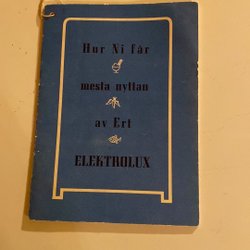 Hur Ni får
mesta nyttan
av Ert
ELEKTROLUX